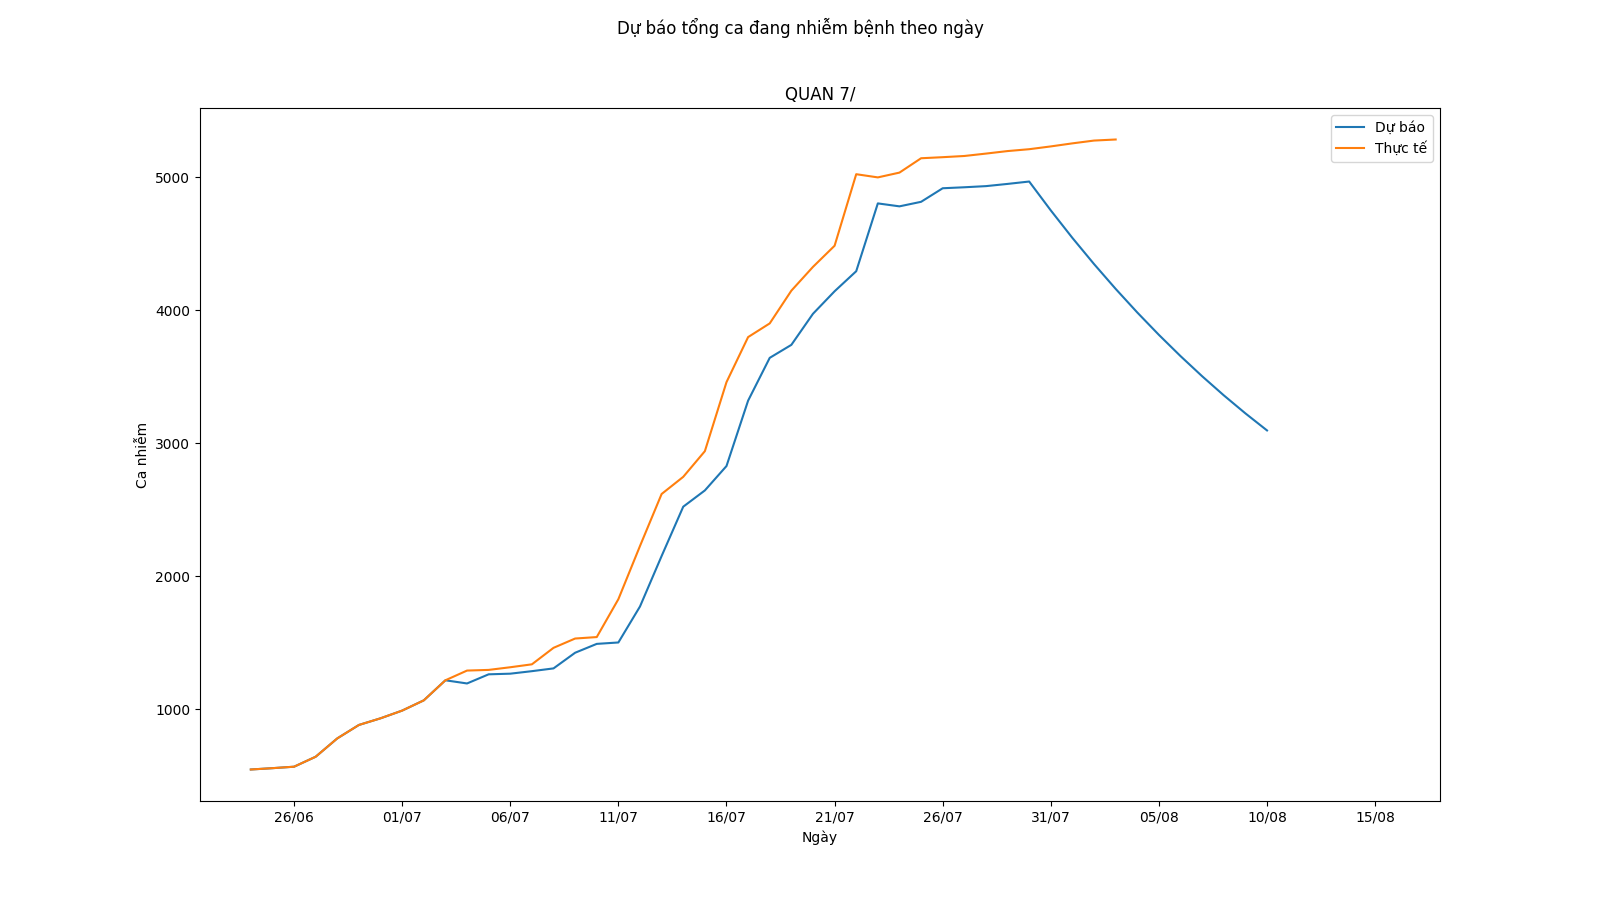 Dự báo tổng ca đang nhiễm bệnh theo ngày
QUAN 7/
Dự báo
Thực tế
5000
4000
3000
2000
1000
Ca nhiễm
26/06 01/07 06/07 11/07 16/07 21/07 26/07 31/07 05/08 10/08 15/08
Ngày